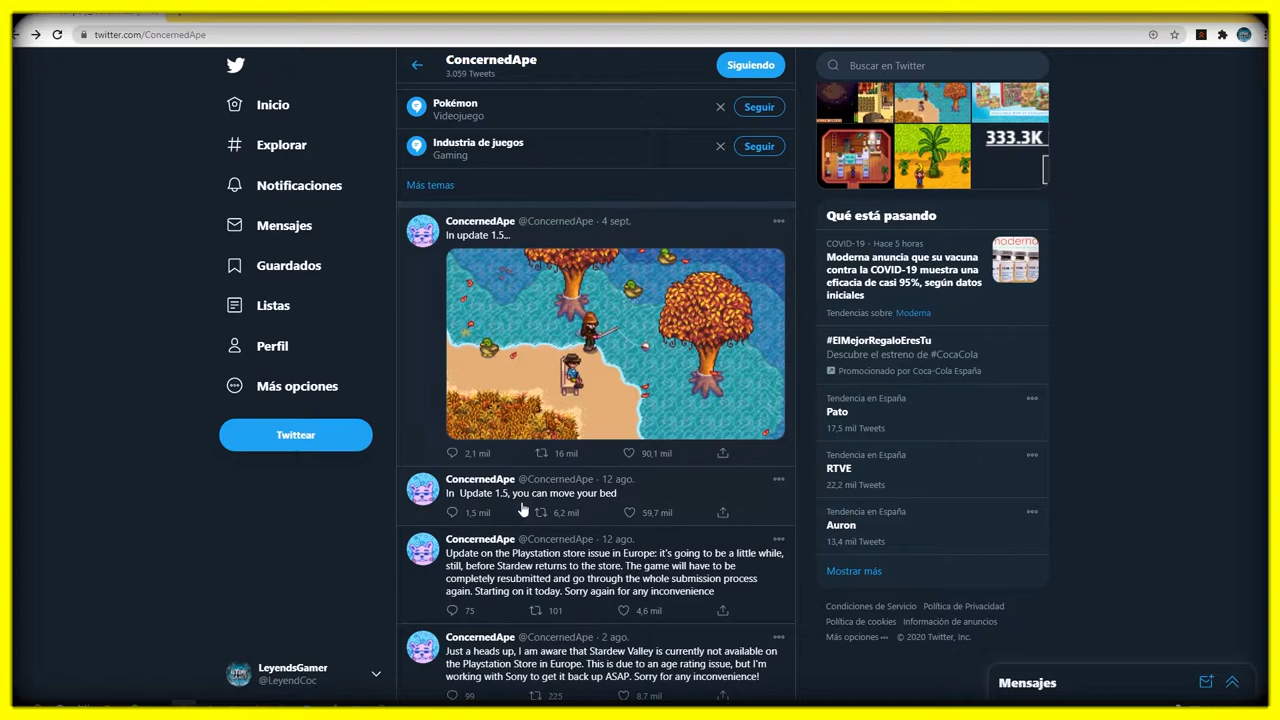 twitter.com/ConcernedApe
Inicio
Explorar
Notificaciones
Mensajes
Guardados
Listas
Perfil
Más opciones
Twittear
LeyendsGamer
@LeyendCoc
ConcernedApe
3.059 Tweets
Siguiendo
Pokémon
Videojuego
Seguir
Industria de juegos
Gaming
Seguir
Más temas
ConcernedApe @ConcernedApe · 4 sept.
In update 1.5...
2,1 mil 16 mil 90,1 mil
ConcernedApe @ConcernedApe · 12 ago.
In Update 1.5, you can move your bed
1,5 mil 6,2 mil 59,7 mil
ConcernedApe @ConcernedApe · 12 ago.
Update on the Playstation store issue in Europe: it's going to be a little while,
still, before Stardew returns to the store. The game will have to be
completely resubmitted and go through the whole submission process
again. Starting on it today. Sorry again for any inconvenience
75 101 4,6 mil
ConcernedApe @ConcernedApe · 2 ago.
Just a heads up, I am aware that Stardew Valley is currently not available on
the Playstation Store in Europe. This is due to an age rating issue, but I'm
working with Sony to get it back up ASAP. Sorry for any inconvenience!
99 225 8,7 mil
Buscar en Twitter
333.3K
Qué está pasando
COVID-19 · Hace 5 horas
Moderna anuncia que su vacuna
contra la COVID-19 muestra una
eficacia de casi 95%, según datos
iniciales
moderna
Tendencias sobre Moderna
#ElMejorRegaloEresTu
Descubre el estreno de #CocaCola
Promocionado por Coca-Cola España
Tendencia en España
Pato
17,5 mil Tweets
Tendencia en España
RTVE
22,2 mil Tweets
Tendencia en España
Auron
13,4 mil Tweets
Mostrar más
Condiciones de Servicio Política de Privacidad
Política de cookies Información de anuncios
Más opciones © 2020 Twitter, Inc.
Mensajes